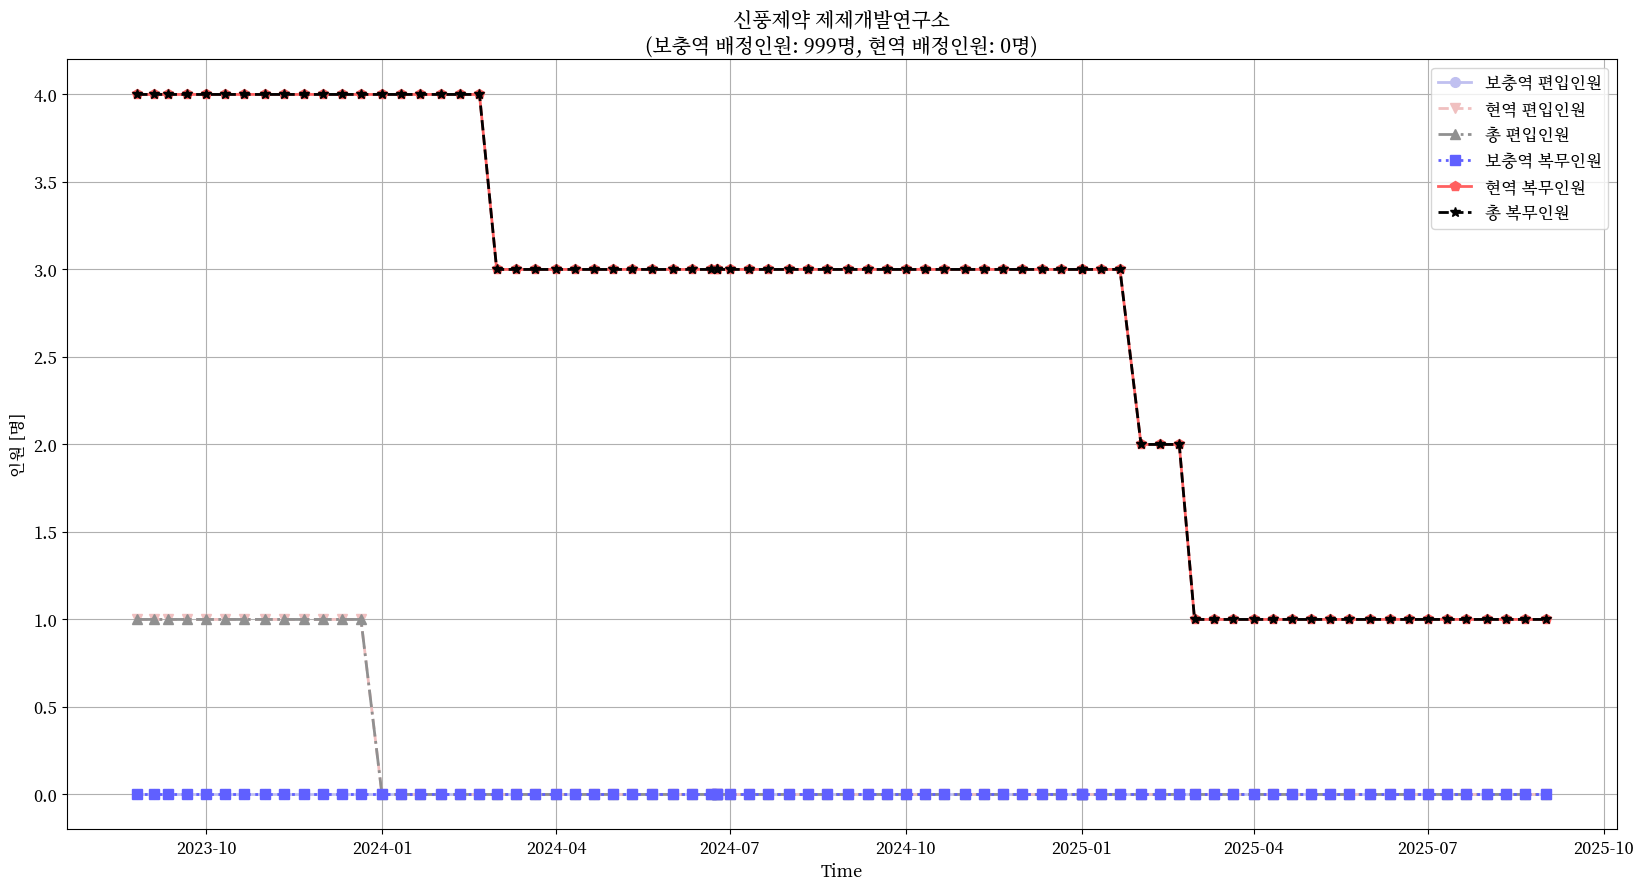 신풍제약 제제개발연구소
(보충역 배정인원: 999명, 현역 배정인원: 0명)
보충역 편입인원
현역 편입인원
총 편입인원
보충역 복무인원
현역 복무인원
총 복무인원
인원 [명]
4.0
3.5
3.0
2.5
2.0
1.5
1.0
0.5
0.0
2023-10
2024-01
2024-04
2024-07
2024-10
2025-01
2025-04
2025-07
2025-10
Time